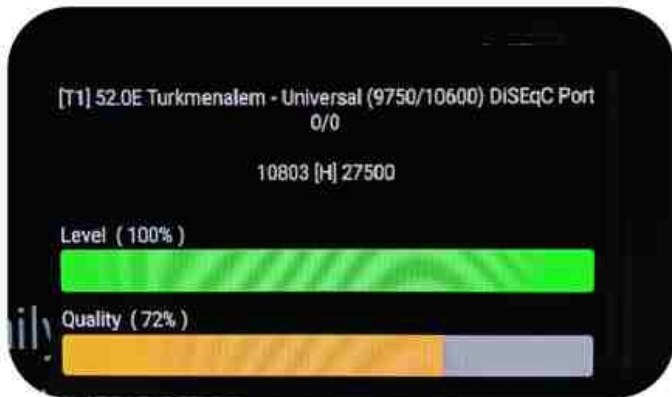 [T1] 52.0E Turkmenalem - Universal (9750/10600) DiSEqC Port
0/0
10803 [H] 27500
Level ( 100% )
Quality ( 72% )